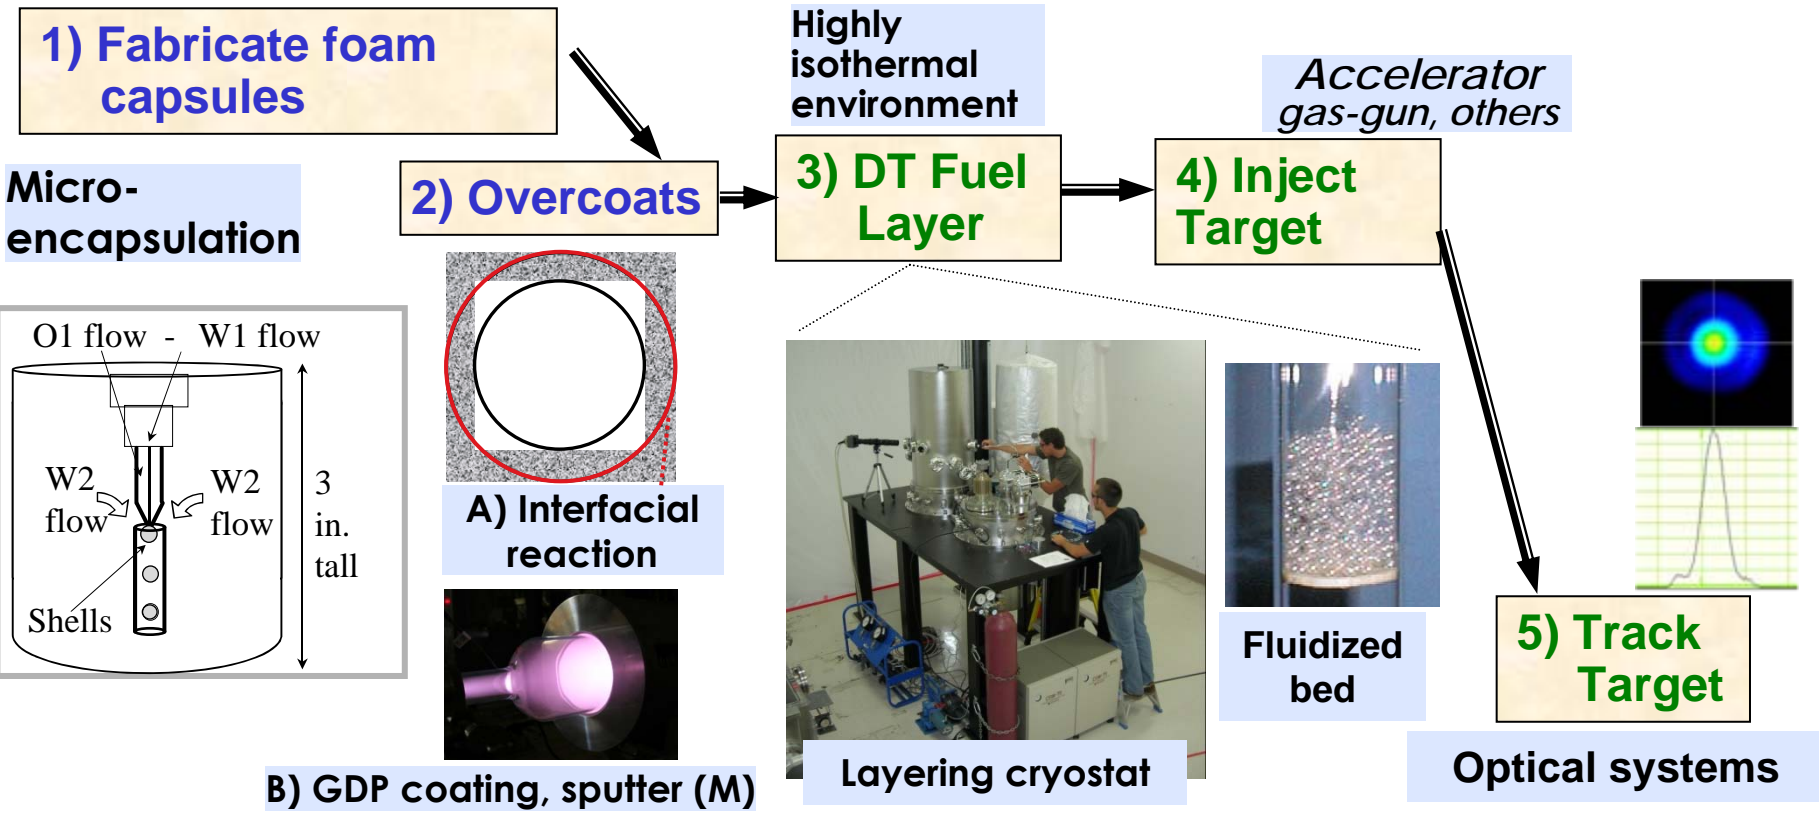 1) Fabricate foam
capsules
Micro-
encapsulation
O1 flow - W1 flow
W2
flow
W2
flow
3
in.
tall
Shells
2) Overcoats
A) Interfacial
reaction
B) GDP coating, sputter (M)
Highly
isothermal
environment
3) DT Fuel
Layer
Layering cryostat
Fluidized
bed
Accelerator
gas-gun, others
4) Inject
Target
5) Track
Target
Optical systems